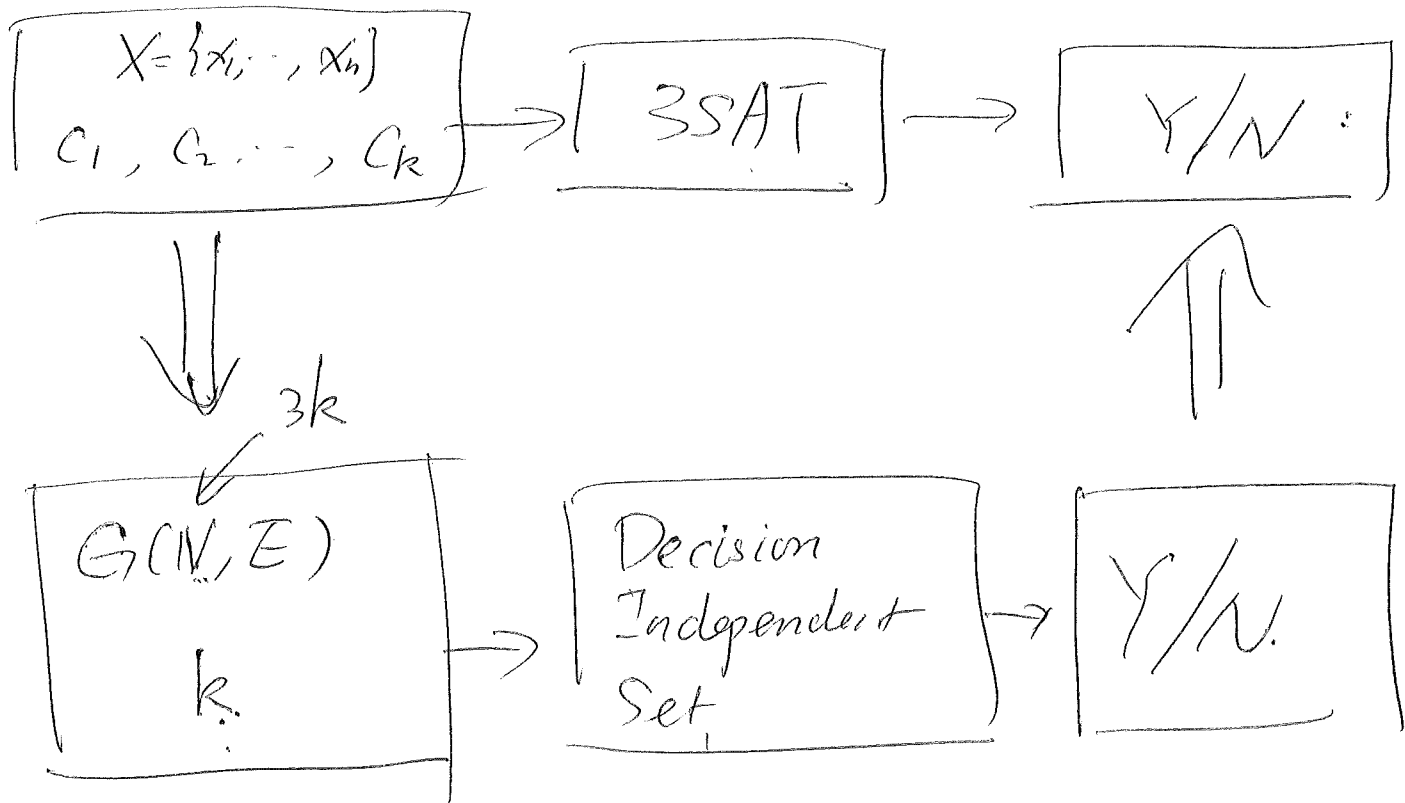 X={x₁,··,xₙ}
C₁, C₂ ···, Cₖ
3SAT
Y/N
3k
G(N,E)
k
Decision
Independent
Set
Y/N.